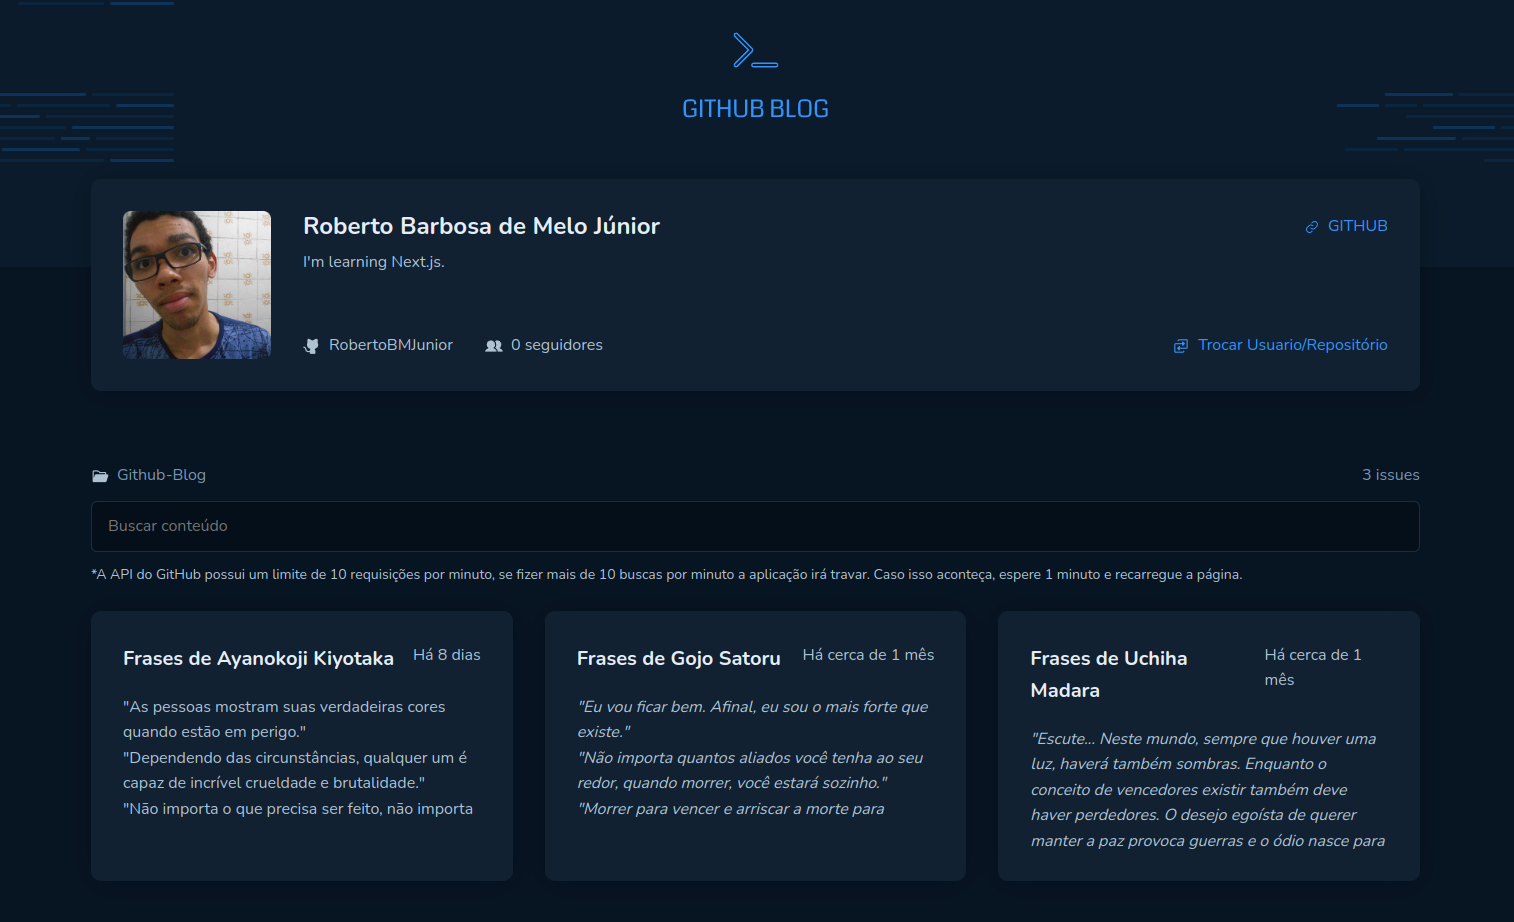 GITHUB BLOG
Roberto Barbosa de Melo Júnior
GITHUB
I'm learning Next.js.
RobertoBMJunior
0 seguidores
Trocar Usuario/Repositório
Github-Blog
3 issues
Buscar conteúdo
*A API do GitHub possui um limite de 10 requisições por minuto, se fizer mais de 10 buscas por minuto a aplicação irá travar. Caso isso aconteça, espere 1 minuto e recarregue a página.
Frases de Ayanokoji Kiyotaka
Há 8 dias
"As pessoas mostram suas verdadeiras cores
quando estão em perigo."
"Dependendo das circunstâncias, qualquer um é
capaz de incrível crueldade e brutalidade."
"Não importa o que precisa ser feito, não importa
Frases de Gojo Satoru
Há cerca de 1 mês
"Eu vou ficar bem. Afinal, eu sou o mais forte que
existe."
"Não importa quantos aliados você tenha ao seu
redor, quando morrer, você estará sozinho."
"Morrer para vencer e arriscar a morte para
Frases de Uchiha
Madara
Há cerca de 1
mês
"Escute... Neste mundo, sempre que houver uma
luz, haverá também sombras. Enquanto o
conceito de vencedores existir também deve
haver perdedores. O desejo egoísta de querer
manter a paz provoca guerras e o ódio nasce para